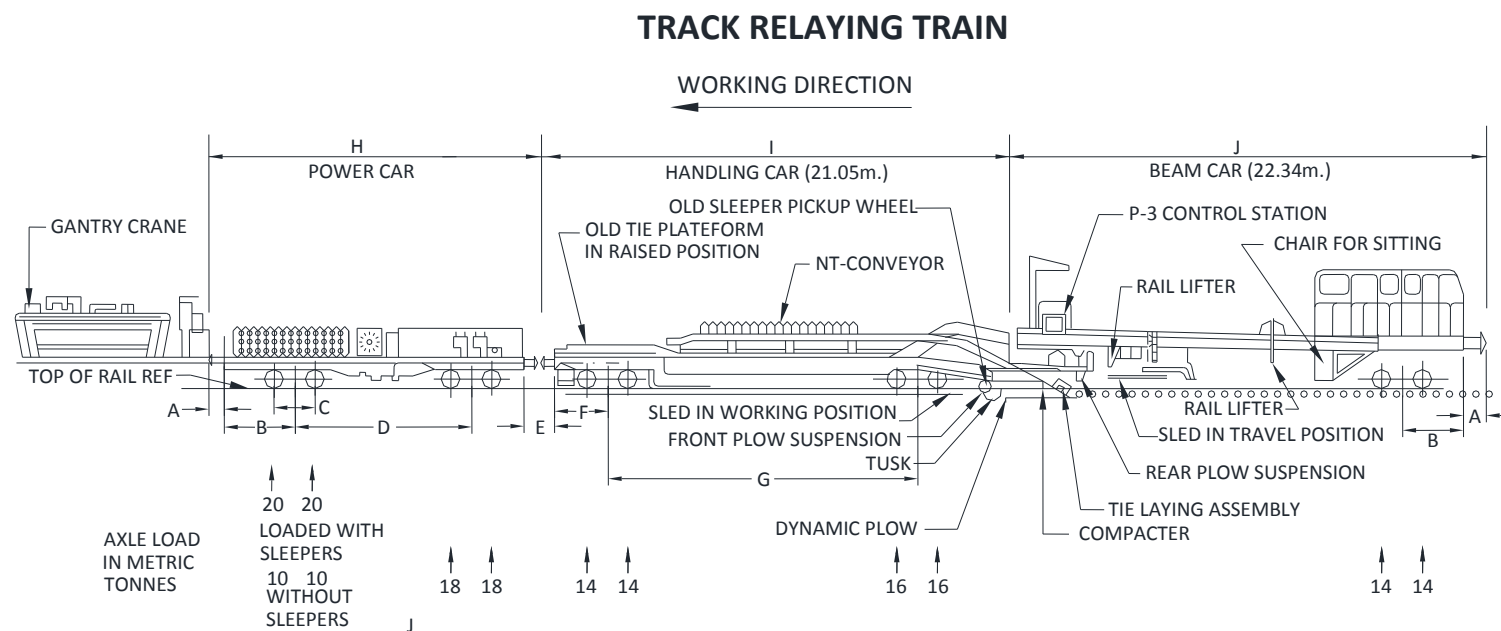 TRACK RELAYING TRAIN
WORKING DIRECTION
H
POWER CAR
I
HANDLING CAR (21.05m.)
J
BEAM CAR (22.34m.)
GANTRY CRANE
OLD SLEEPER PICKUP WHEEL
OLD TIE PLATEFORM
IN RAISED POSITION
NT-CONVEYOR
P-3 CONTROL STATION
CHAIR FOR SITTING
RAIL LIFTER
TOP OF RAIL REF
A
B
C
D
E
F
G
SLED IN WORKING POSITION
FRONT PLOW SUSPENSION
TUSK
DYNAMIC PLOW
RAIL LIFTER
SLED IN TRAVEL POSITION
REAR PLOW SUSPENSION
TIE LAYING ASSEMBLY
COMPACTER
B
A
AXLE LOAD
IN METRIC
TONNES
20 20
LOADED WITH
SLEEPERS
10 10
WITHOUT
SLEEPERS
18 18
14 14
16 16
14 14
J